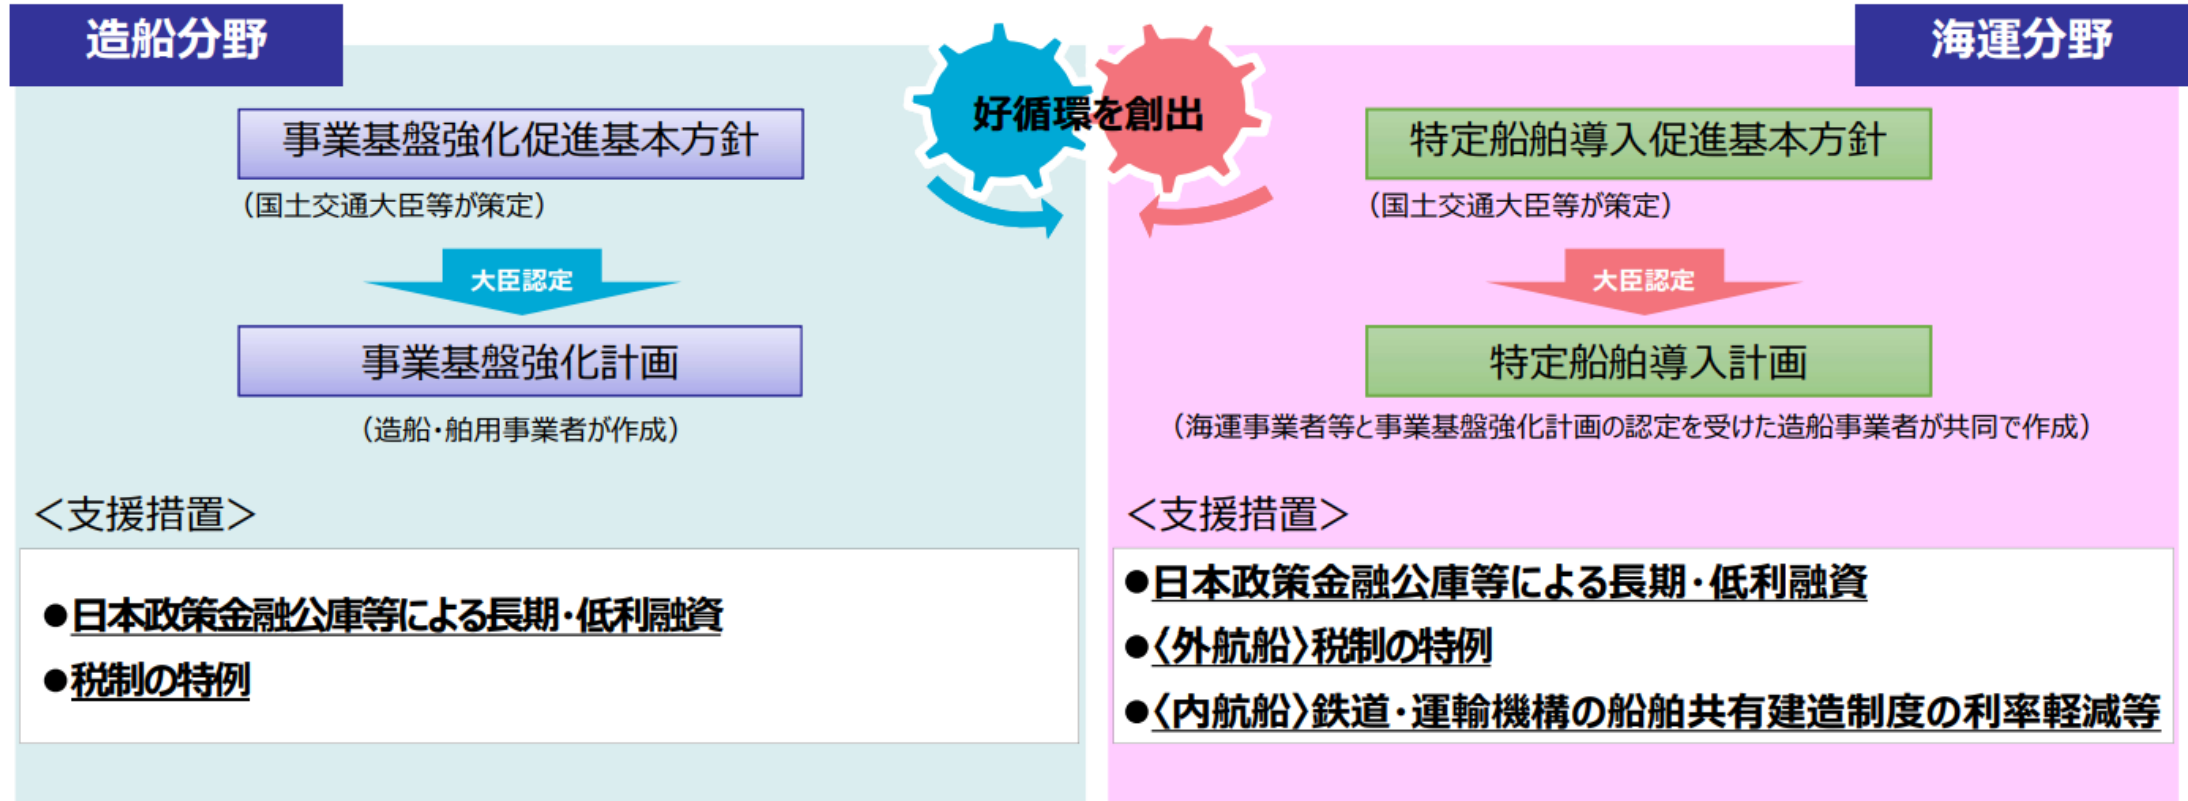 造船分野
事業基盤強化促進基本方針
（国土交通大臣等が策定）
大臣認定
事業基盤強化計画
（造船・舶用事業者が作成）
＜支援措置＞
●日本政策金融公庫等による長期・低利融資
●税制の特例
好循環を創出
海運分野
特定船舶導入促進基本方針
（国土交通大臣等が策定）
大臣認定
特定船舶導入計画
（海運事業者等と事業基盤強化計画の認定を受けた造船事業者が共同で作成）
＜支援措置＞
●日本政策金融公庫等による長期・低利融資
●〈外航船〉税制の特例
●〈内航船〉鉄道・運輸機構の船舶共有建造制度の利率軽減等